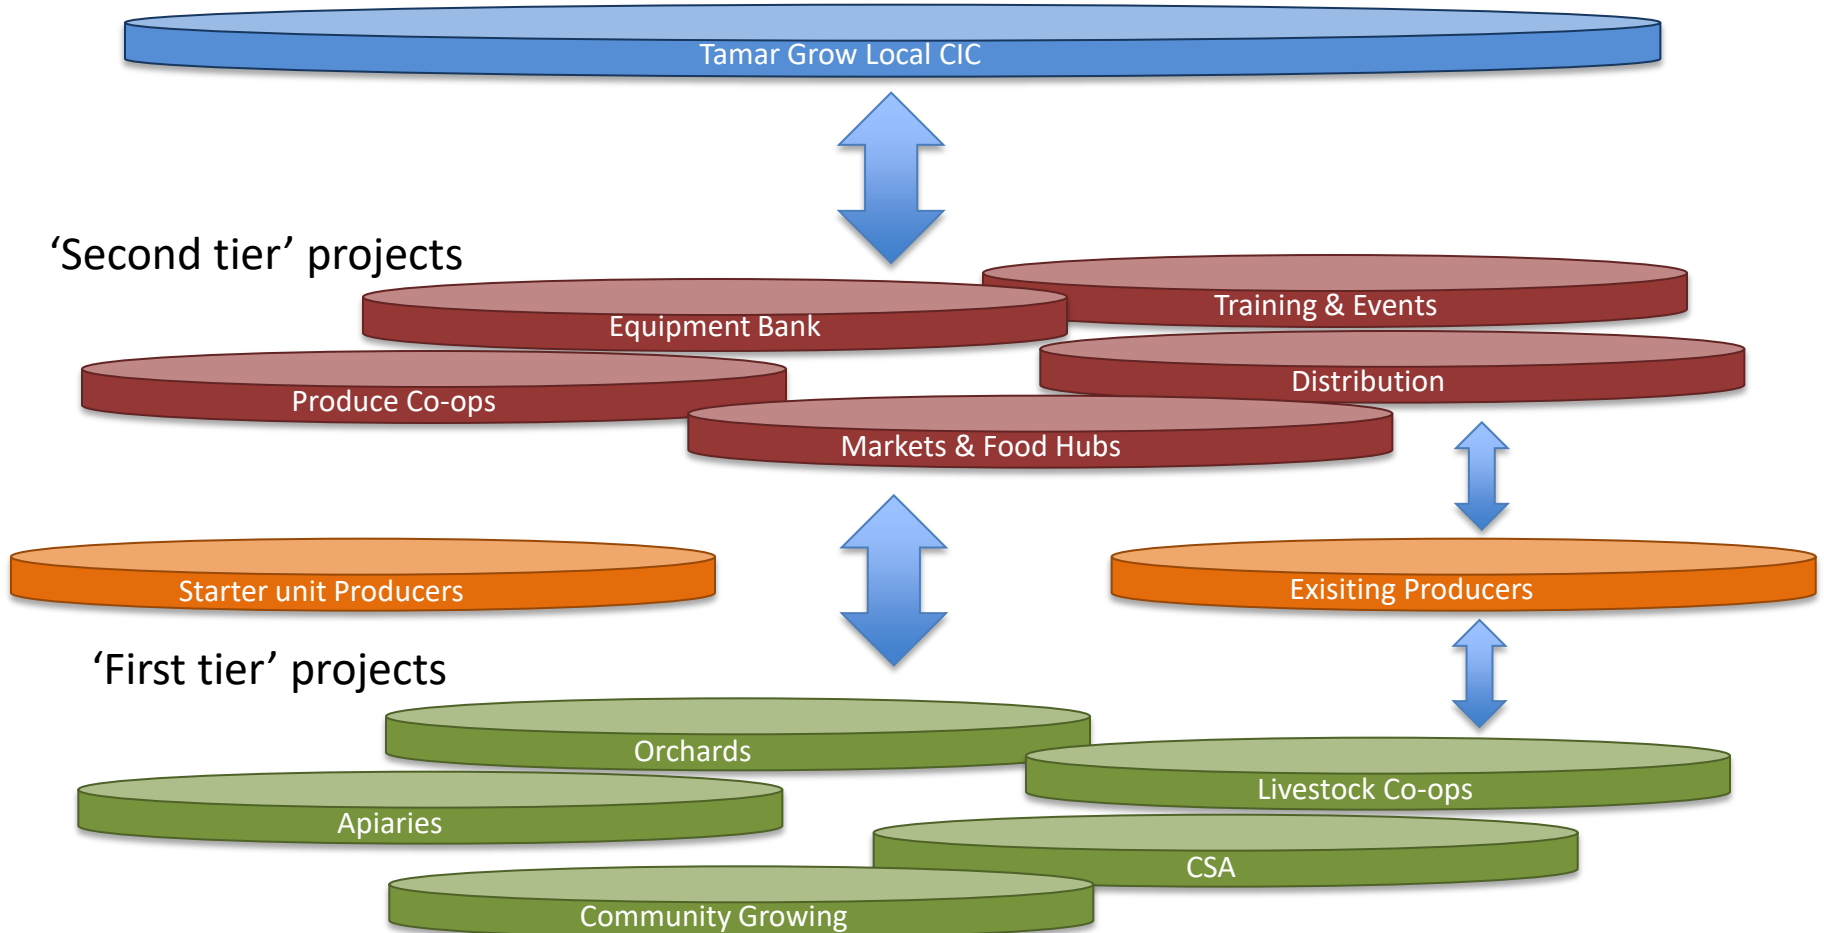 Tamar Grow Local CIC
‘Second tier’ projects
Training & Events
Equipment Bank
Distribution
Produce Co-ops
Markets & Food Hubs
Starter unit Producers
Exisiting Producers
‘First tier’ projects
Orchards
Livestock Co-ops
Apiaries
CSA
Community Growing